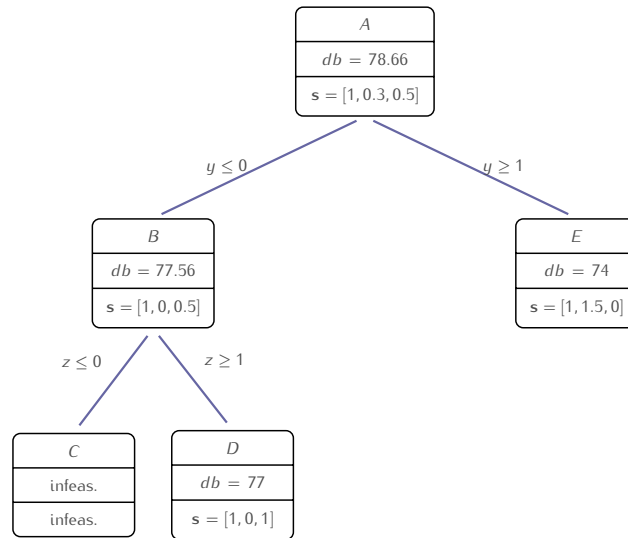 A
db = 78.66
s = [1, 0.3, 0.5]
y ≤ 0
y ≥ 1
B
db = 77.56
s = [1, 0, 0.5]
E
db = 74
s = [1, 1.5, 0]
z ≤ 0
z ≥ 1
C
infeas.
infeas.
D
db = 77
s = [1, 0, 1]